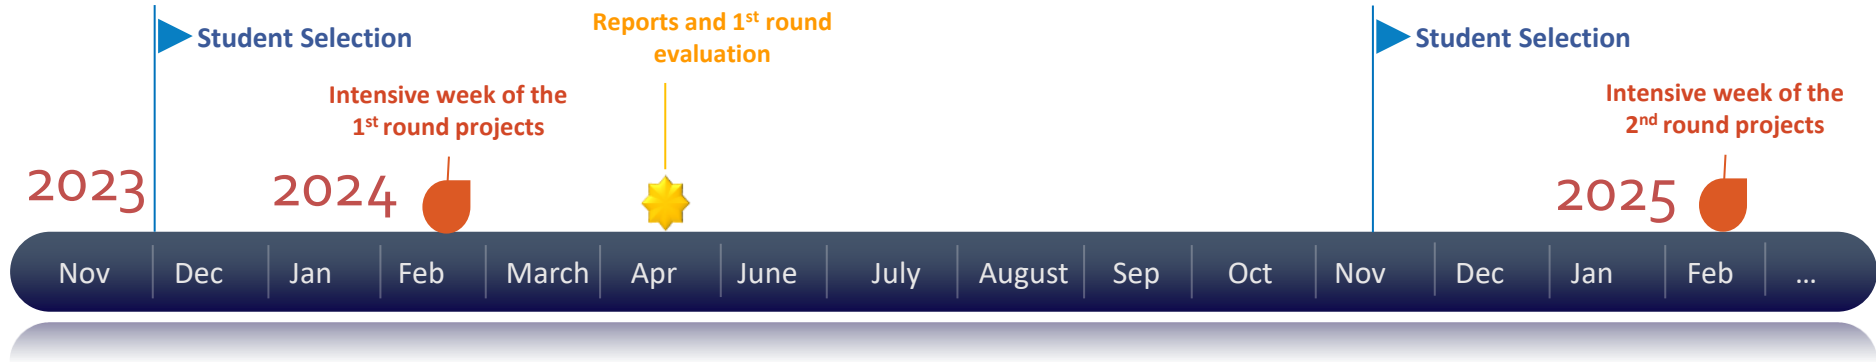 Student Selection
Reports and 1st round
evaluation
Student Selection
Intensive week of the
1st round projects
Intensive week of the
2nd round projects
2023
2024
2025
Nov Dec Jan Feb March Apr June July August Sep Oct Nov Dec Jan Feb ...